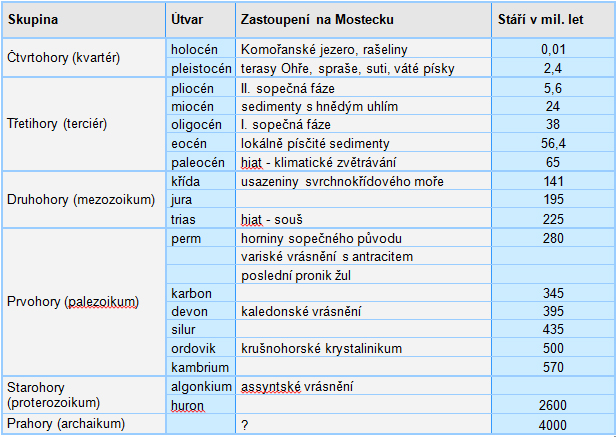 Skupina Útvar Zastoupení na Mostecku Stáří v mil. let
Čtvrtohory (kvartér)
holocén Komořanské jezero, rašeliny 0,01
pleistocén terasy Ohře, spraše, suti, váté písky 2,4
Třetihory (terciér)
pliocén II. sopečná fáze 5,6
miocén sedimenty s hnědým uhlím 24
oligocén I. sopečná fáze 38
eocén lokálně písčité sedimenty 56,4
paleocén hiat - klimatické zvětrávání 65
Druhohory (mezozoikum)
křída usazeniny svrchnokřídového moře 141
jura 195
trias hiat - souš 225
Prvohory (palezoikum)
perm horniny sopečného původu 280
variské vrásnění s antracitem
poslední pronik žul
karbon 345
devon kaledonské vrásnění 395
silur 435
ordovik krušnohorské krystalinikum 500
kambrium 570
Starohory
(proterozoikum)
algonkium assyntské vrásnění
huron 2600
Prahory (archaikum) ? 4000